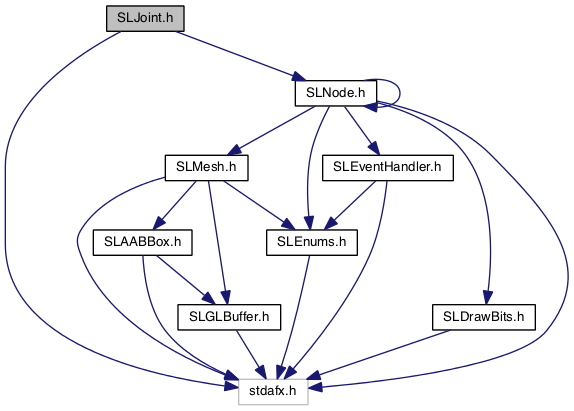 SLJoint.h
SLNode.h
SLMesh.h
SLEventHandler.h
SLAABBox.h
SLEnums.h
SLGLBuffer.h
SLDrawBits.h
stdafx.h